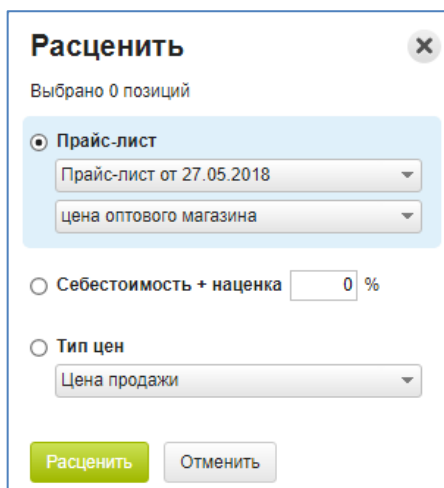 Расценить
Выбрано 0 позиций
Прайс-лист
Прайс-лист от 27.05.2018
цена оптового магазина
Себестоимость + наценка 0 %
Тип цен
Цена продажи
Расценить Отменить